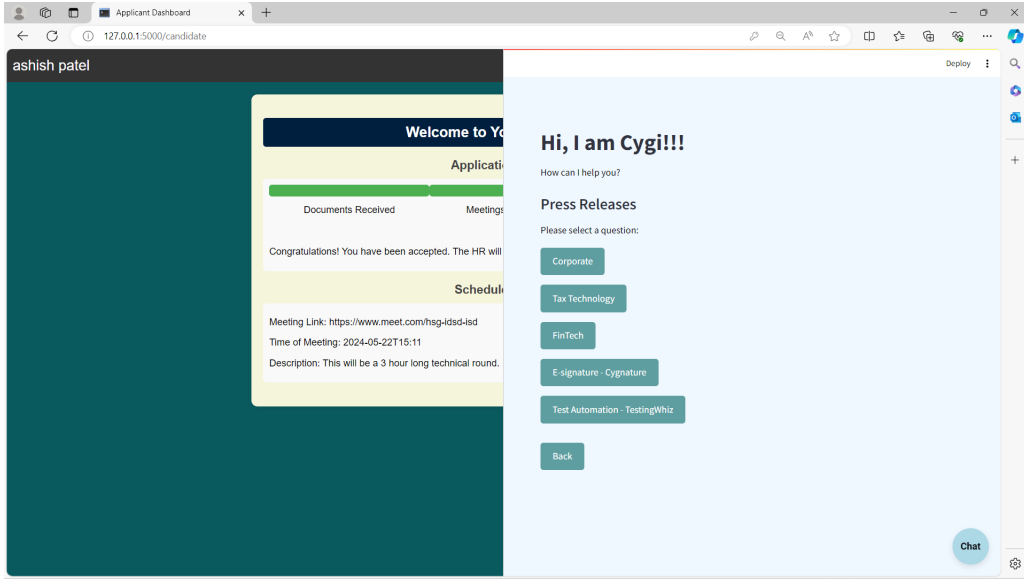 Applicant Dashboard
127.0.0.1:5000/candidate
ashish patel
Welcome to Yo
Applicati
Documents Received
Meetings
Congratulations! You have been accepted. The HR will
Schedul
Meeting Link: https://www.meet.com/hsg-idsd-isd
Time of Meeting: 2024-05-22T15:11
Description: This will be a 3 hour long technical round.
Deploy
Hi, I am Cygi!!!
How can I help you?
Press Releases
Please select a question:
Corporate
Tax Technology
FinTech
E-signature - Cygnature
Test Automation - TestingWhiz
Back
Chat